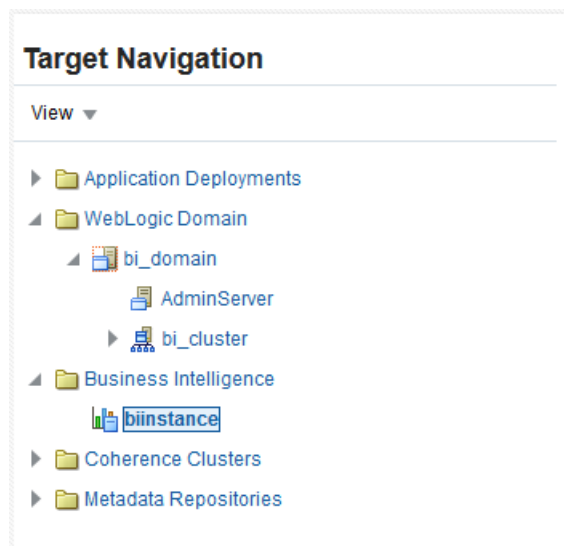 Target Navigation
View
Application Deployments
WebLogic Domain
bi_domain
AdminServer
bi_cluster
Business Intelligence
biinstance
Coherence Clusters
Metadata Repositories